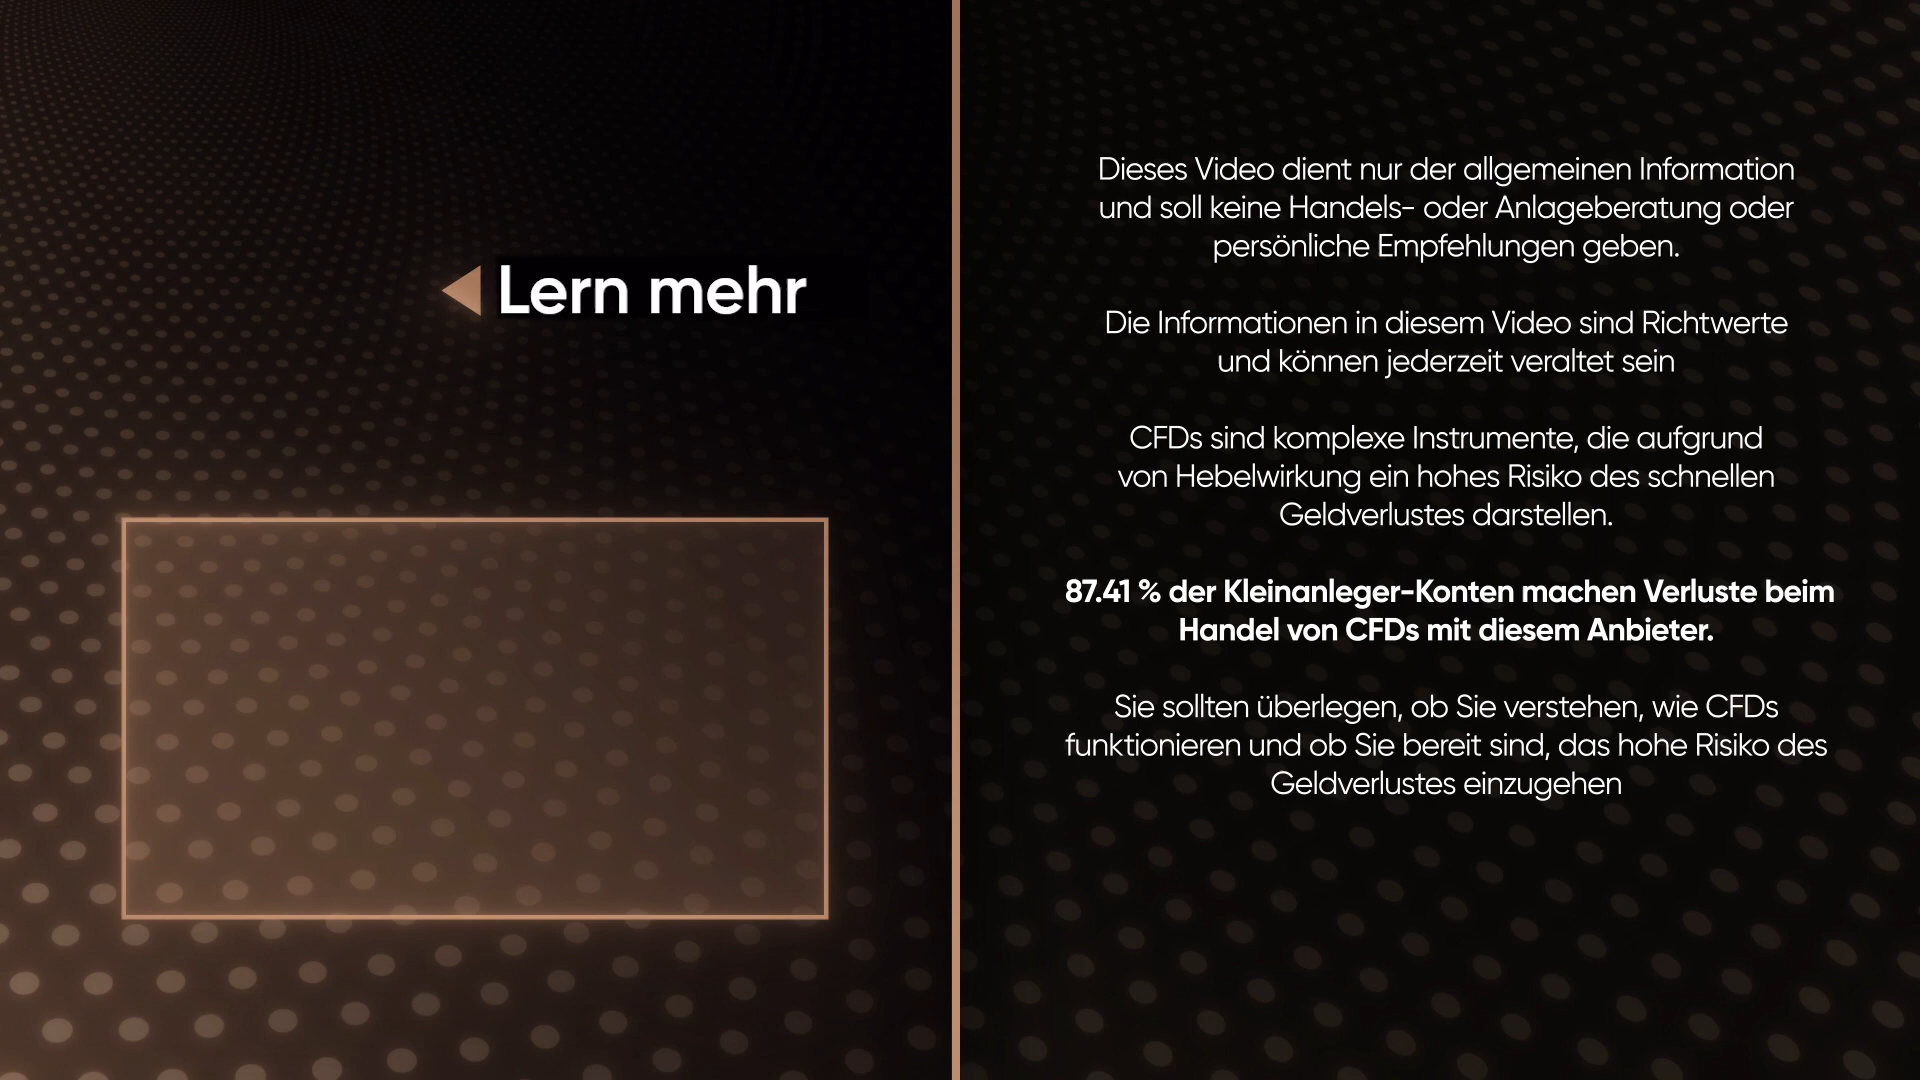 Lern mehr
Dieses Video dient nur der allgemeinen Information
und soll keine Handels- oder Anlageberatung oder
persönliche Empfehlungen geben.
Die Informationen in diesem Video sind Richtwerte
und können jederzeit veraltet sein
CFDs sind komplexe Instrumente, die aufgrund
von Hebelwirkung ein hohes Risiko des schnellen
Geldverlustes darstellen.
87.41 % der Kleinanleger-Konten machen Verluste beim
Handel von CFDs mit diesem Anbieter.
Sie sollten überlegen, ob Sie verstehen, wie CFDs
funktionieren und ob Sie bereit sind, das hohe Risiko des
Geldverlustes einzugehen